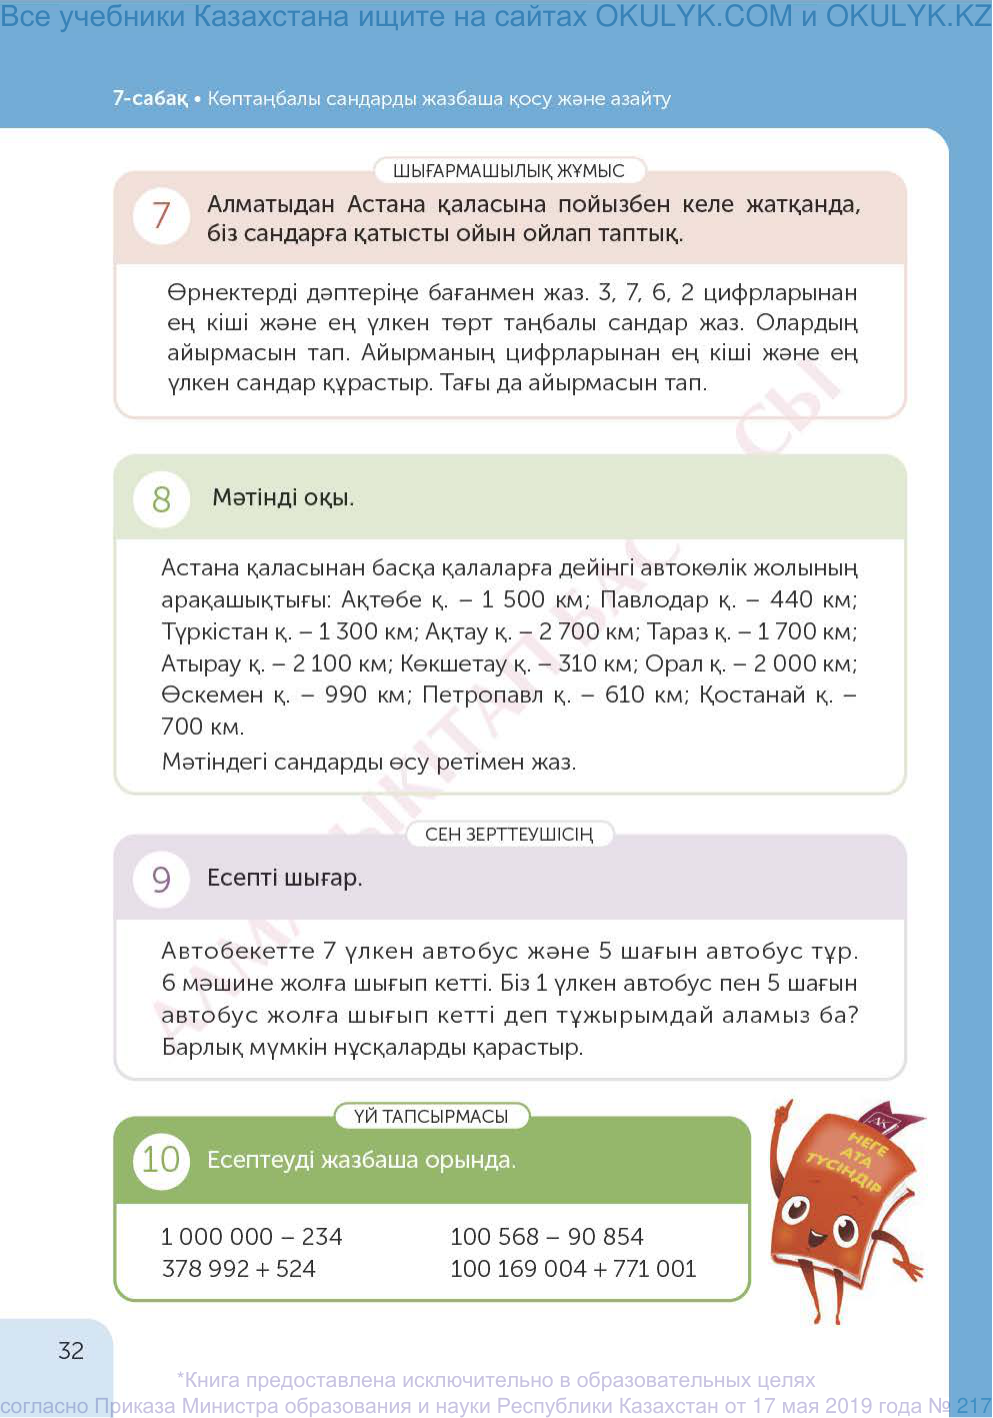 Все учебники Казахстана ищите на сайтах OKULYK.COM и OKULYK.KZ
7-сабақ • Көптаңбалы сандарды жазбаша қосу және азайту
ШЫҒАРМАШЫЛЫҚ ЖҰМЫС
7
Алматыдан Астана қаласына пойызбен келе жатқанда,
біз сандарға қатысты ойын ойлап таптық.
Өрнектерді дәптеріңе бағанмен жаз. 3, 7, 6, 2 цифрларынан
ең кіші және ең үлкен төрт таңбалы сандар жаз. Олардың
айырмасын тап. Айырманың цифрларынан ең кіші және ең
үлкен сандар құрастыр. Тағы да айырмасын тап.
8
Мәтінді оқы.
Астана қаласынан басқа қалаларға дейінгі автокөлік жолының
арақашықтығы: Ақтөбе қ. – 1 500 км; Павлодар қ. – 440 км;
Түркістан қ. – 1 300 км; Ақтау қ. – 2 700 км; Тараз қ. – 1 700 км;
Атырау қ. – 2 100 км; Көкшетау қ. – 310 км; Орал қ. – 2 000 км;
Өскемен қ. – 990 км; Петропавл қ. – 610 км; Қостанай қ. –
700 км.
Мәтіндегі сандарды өсу ретімен жаз.
СЕН ЗЕРТТЕУШІСІҢ
9
Есепті шығар.
Автобекетте 7 үлкен автобус және 5 шағын автобус тұр.
6 мәшине жолға шығып кетті. Біз 1 үлкен автобус пен 5 шағын
автобус жолға шығып кетті деп тұжырымдай аламыз ба?
Барлық мүмкін нұсқаларды қарастыр.
ҮЙ ТАПСЫРМАСЫ
10
Есептеуді жазбаша орында.
1 000 000 – 234
100 568 – 90 854
378 992 + 524
100 169 004 + 771 001
АК
НЕГЕ
АТА
ТҮСІНДІР
32
*Книга предоставлена исключительно в образовательных целях
согласно Приказа Министра образования и науки Республики Казахстан от 17 мая 2019 года № 217